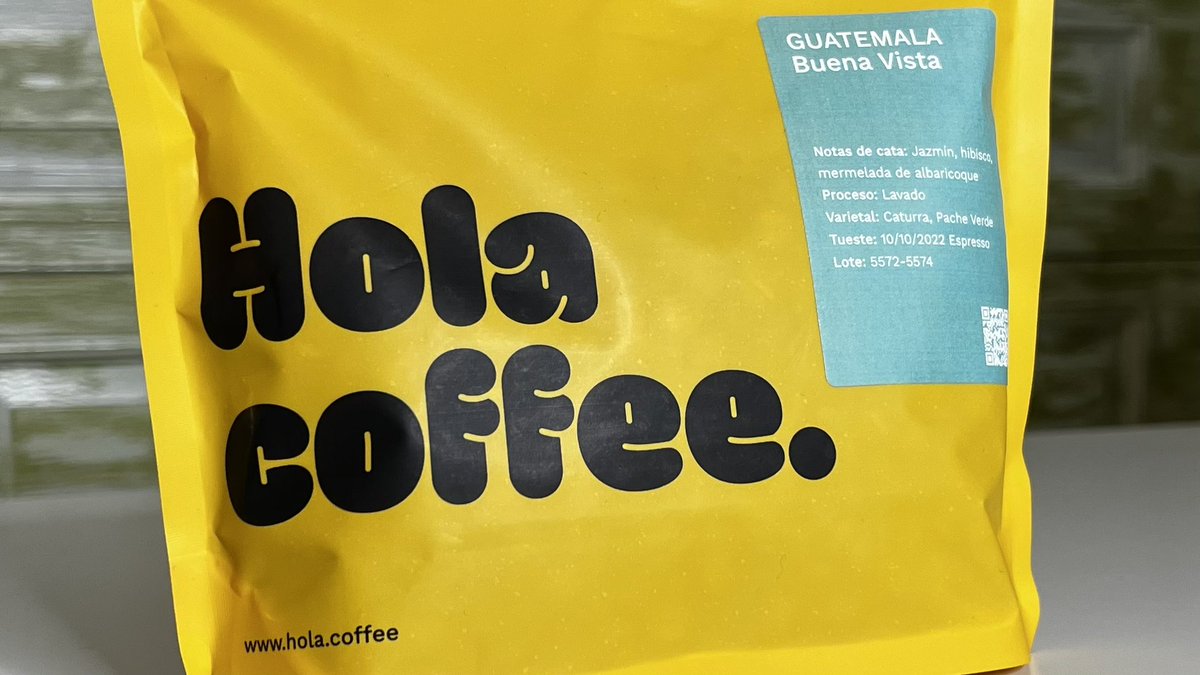 Hola
coffee.
www.hola.coffee
GUATEMALA
Buena Vista
Notas de cata: Jazmín, hibisco,
mermelada de albaricoque
Proceso: Lavado
Varietal: Caturra, Pache Verde
Tueste: 10/10/2022 Espresso
Lote: 5572-5574